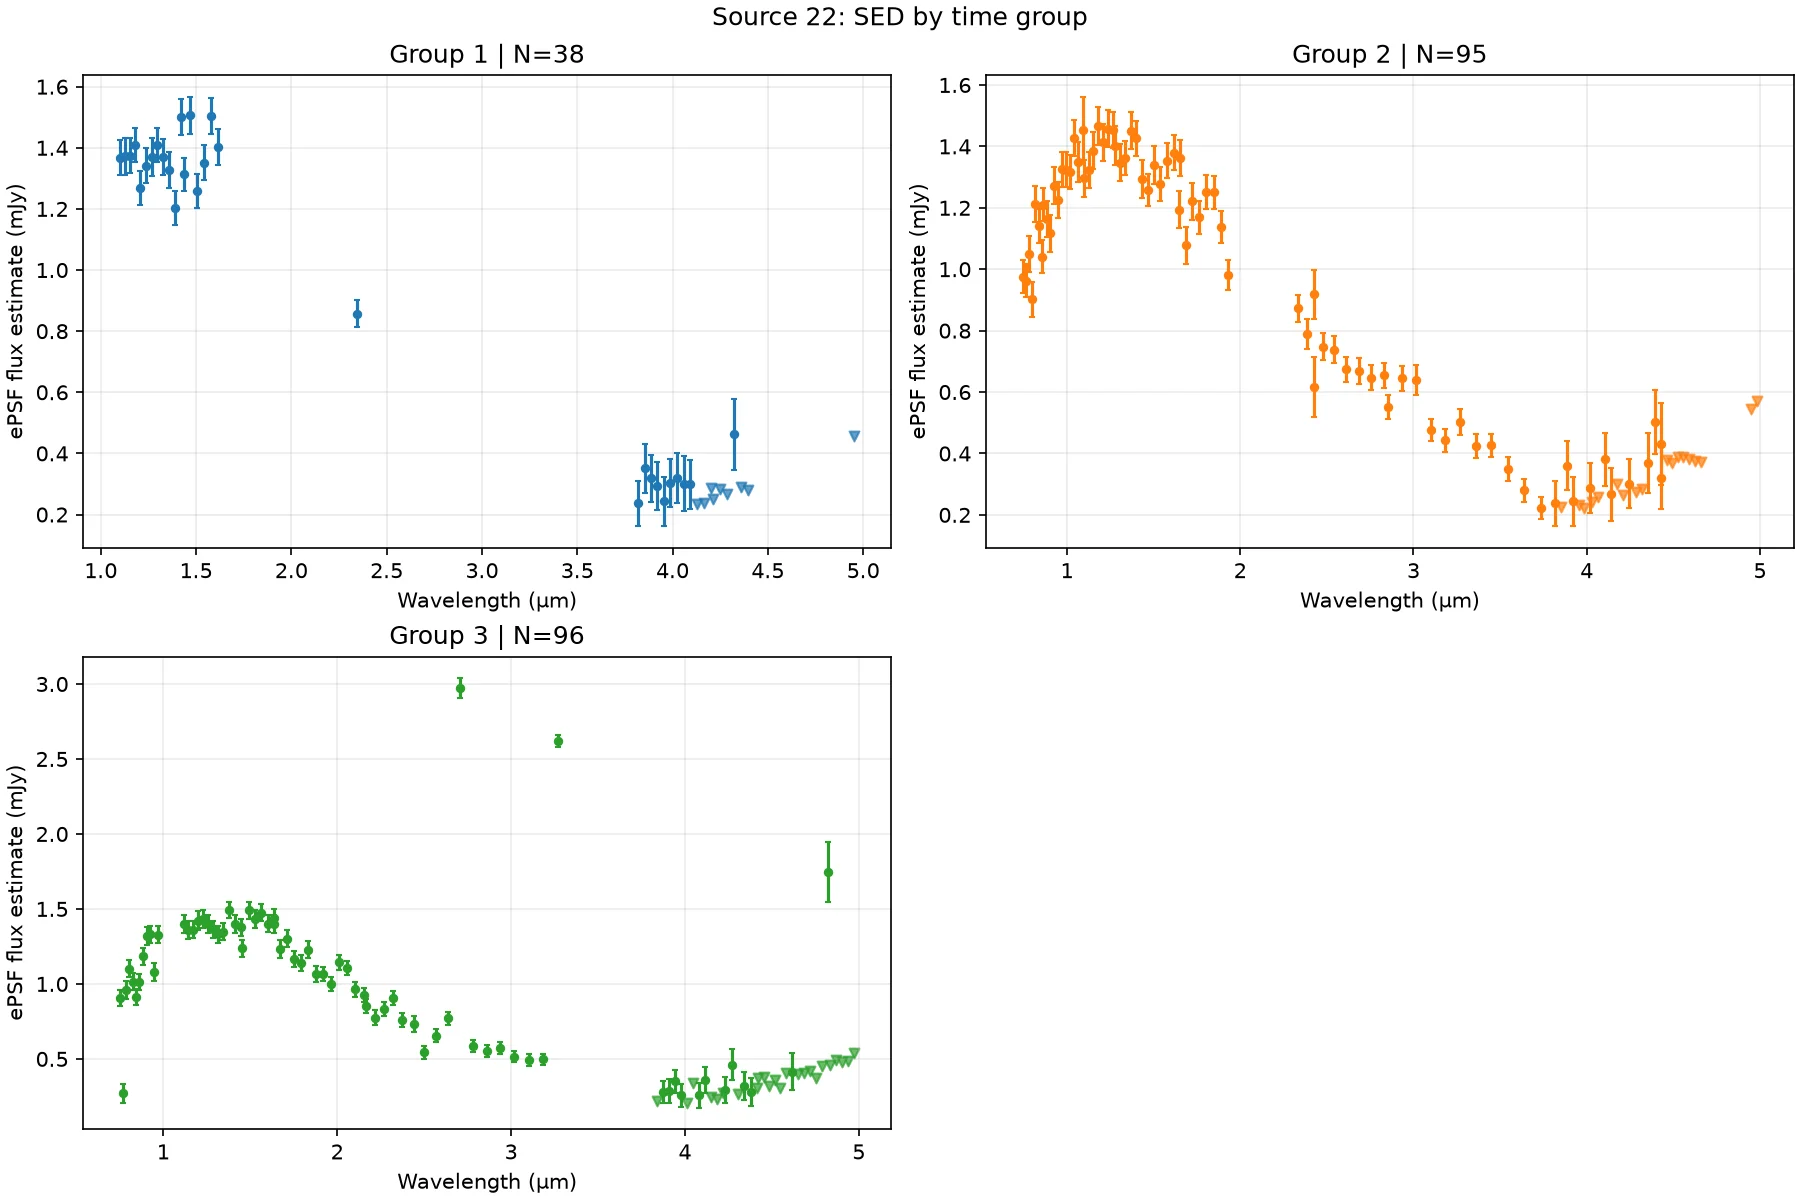 Source 22: SED by time group
Group 1 | N=38
ePSF flux estimate (mJy)
1.6
1.4
1.2
1.0
0.8
0.6
0.4
0.2
1.0 1.5 2.0 2.5 3.0 3.5 4.0 4.5 5.0
Wavelength (μm)
Group 2 | N=95
ePSF flux estimate (mJy)
1.6
1.4
1.2
1.0
0.8
0.6
0.4
0.2
1 2 3 4 5
Wavelength (μm)
Group 3 | N=96
ePSF flux estimate (mJy)
3.0
2.5
2.0
1.5
1.0
0.5
1 2 3 4 5
Wavelength (μm)